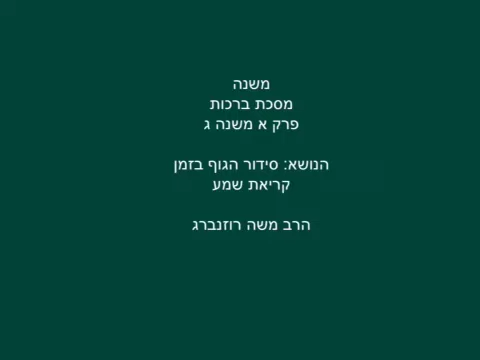 משנה
מסכת ברכות
פרק א משנה ג
הנושא: סידור הגוף בזמן
קריאת שמע
הרב משה רוזנברג